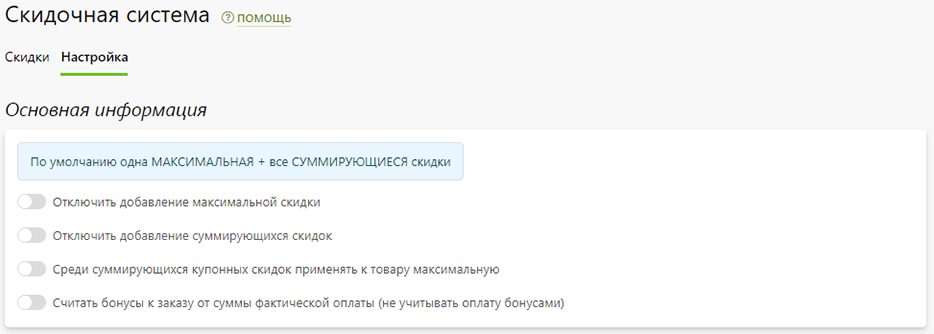 Скидочная система ? помощь
Скидки Настройка
Основная информация
По умолчанию одна МАКСИМАЛЬНАЯ + все СУММИРУЮЩИЕСЯ скидки
Отключить добавление максимальной скидки
Отключить добавление суммирующихся скидок
Среди суммирующихся купонных скидок применять к товару максимальную
Считать бонусы к заказу от суммы фактической оплаты (не учитывать оплату бонусами)